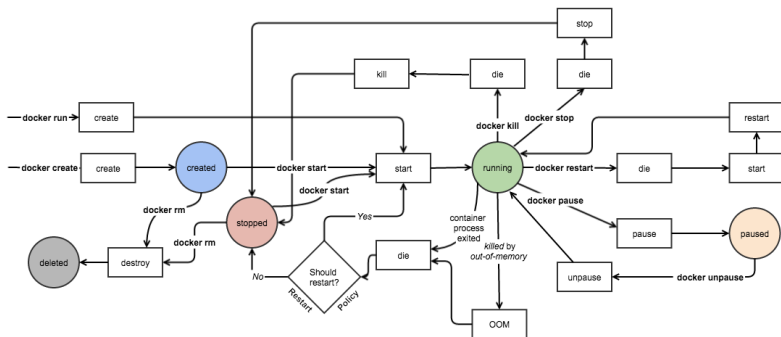 stop
kill
die
die
docker run
create
docker kill
docker stop
restart
docker create
create
created
docker start
start
running
docker restart
die
start
docker start
docker rm
stopped
docker pause
docker rm
Yes
container
process
exited
pause
paused
killed by
out-of-memory
deleted
destroy
No
Should
restart?
Restart
Policy
die
unpause
docker unpause
OOM